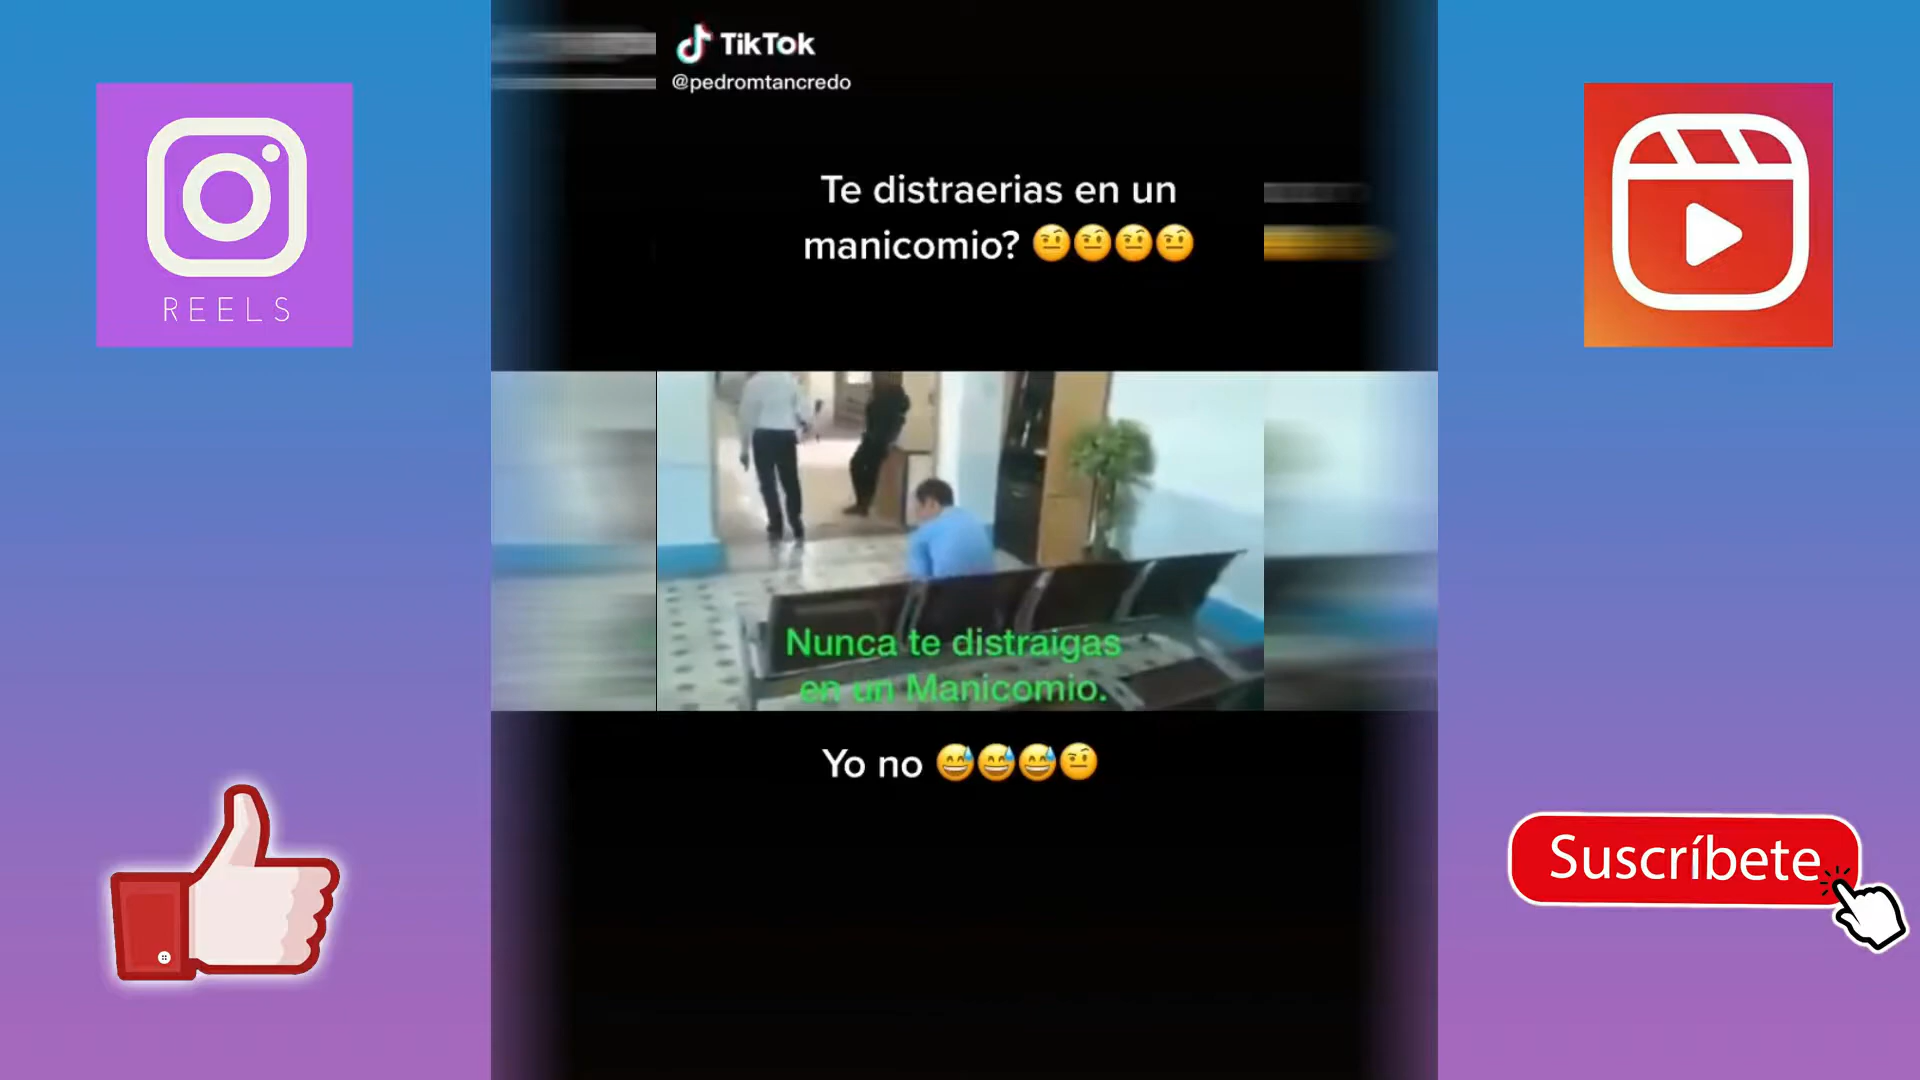 TikTok
@pedromtancredo
Te distraerias en un
manicomio? 🤨🤨🤨🤨
REELS
Nunca te distraigas
en un Manicomio.
Yo no 😅😅😅🤨
Suscríbete